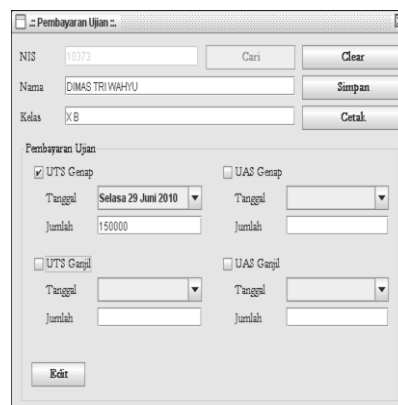 .:: Pembayaran Ujian ::.
NIS 10373 Cari Clear
Nama DIMAS TRI WAHYU Simpan
Kelas X B Cetak
Pembayaran Ujian
UTS Genap UAS Genap
Tanggal Selasa 29 Juni 2010 Tanggal
Jumlah 150000 Jumlah
UTS Ganjil UAS Ganjil
Tanggal Tanggal
Jumlah Jumlah
Edit